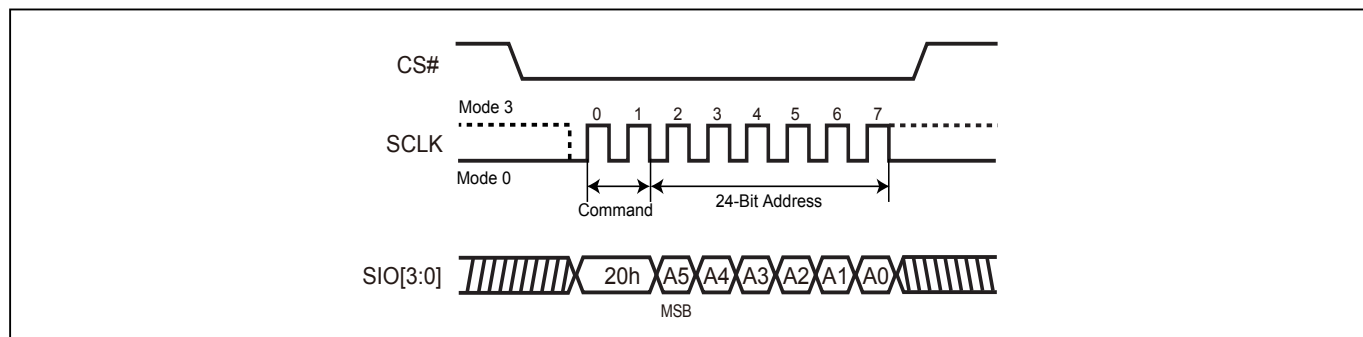 CS#
Mode 3
0 1 2 3 4 5 6 7
SCLK
Mode 0
Command
24-Bit Address
SIO[3:0]
20h A5 A4 A3 A2 A1 A0
MSB